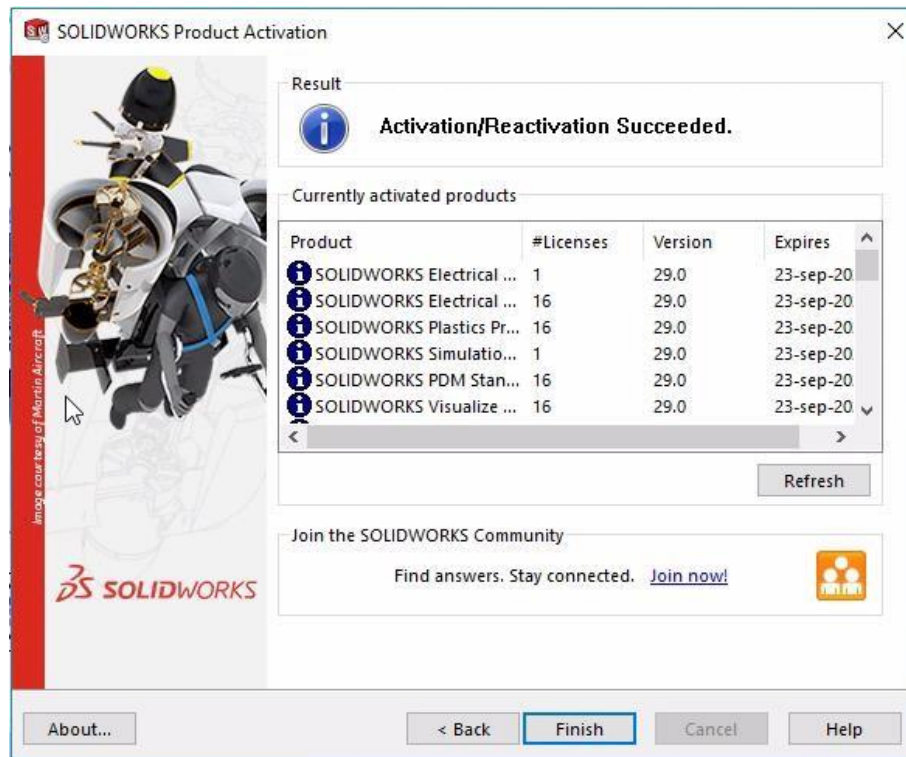 SOLIDWORKS Product Activation
Result
Activation/Reactivation Succeeded.
Currently activated products
Product #Licenses Version Expires
SOLIDWORKS Electrical ... 1 29.0 23-sep-20
SOLIDWORKS Electrical ... 16 29.0 23-sep-20
SOLIDWORKS Plastics Pr... 16 29.0 23-sep-20
SOLIDWORKS Simulatio... 1 29.0 23-sep-20
SOLIDWORKS PDM Stan... 16 29.0 23-sep-20
SOLIDWORKS Visualize ... 16 29.0 23-sep-20
Refresh
Image courtesy of Martin Aircraft
Join the SOLIDWORKS Community
Find answers. Stay connected. Join now!
SOLIDWORKS
About... < Back Finish Cancel Help